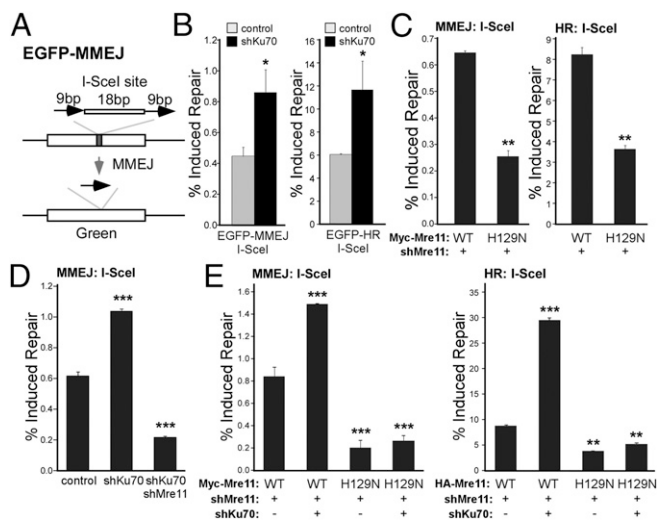 A
EGFP-MMEJ
I-SceI site
9bp 18bp 9bp
MMEJ
Green
B
control
shKu70
control
shKu70
% Induced Repair
1.2
1.0
0.8
0.6
0.4
0.2
0
*
EGFP-MMEJ
I-SceI
% Induced Repair
16
14
12
10
8
6
4
2
0
*
EGFP-HR
I-SceI
C
MMEJ: I-SceI
% Induced Repair
0.7
0.6
0.5
0.4
0.3
0.2
0.1
0
**
HR: I-SceI
% Induced Repair
9
8
7
6
5
4
3
2
1
0
**
Myc-Mre11: WT H129N WT H129N
shMre11: + + + +
D
MMEJ: I-SceI
% Induced Repair
1.2
1.0
0.8
0.6
0.4
0.2
0.0
***
***
control shKu70 shKu70
shMre11
E
MMEJ: I-SceI
% Induced Repair
1.6
1.4
1.2
1.0
0.8
0.6
0.4
0.2
0
***
***
***
Myc-Mre11: WT WT H129N H129N
shMre11: + + + +
shKu70: - + - +
HR: I-SceI
% Induced Repair
35
30
25
20
15
10
5
0
***
**
**
HA-Mre11: WT WT H129N H129N
shMre11: + + + +
shKu70: - + - +